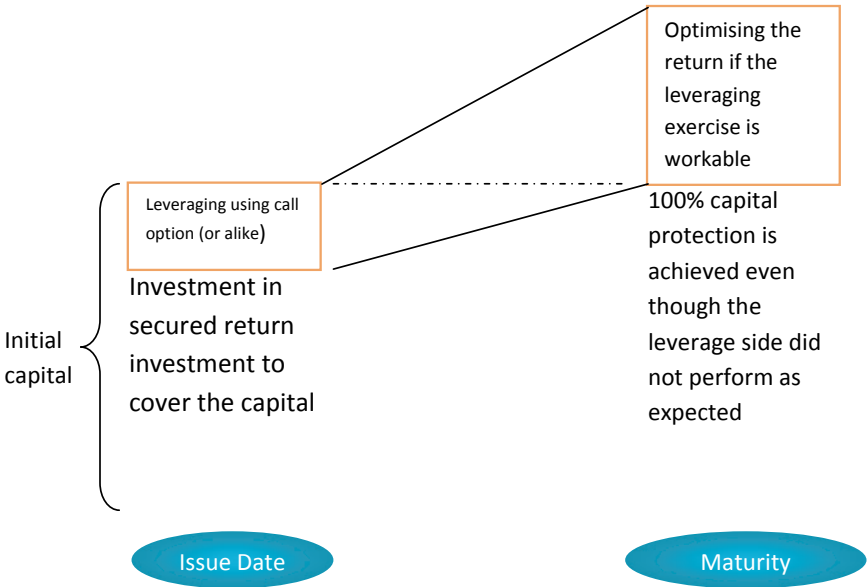 Initial
capital
Leveraging using call
option (or alike)
Investment in
secured return
investment to
cover the capital
Optimising the
return if the
leveraging
exercise is
workable
100% capital
protection is
achieved even
though the
leverage side did
not perform as
expected
Issue Date
Maturity